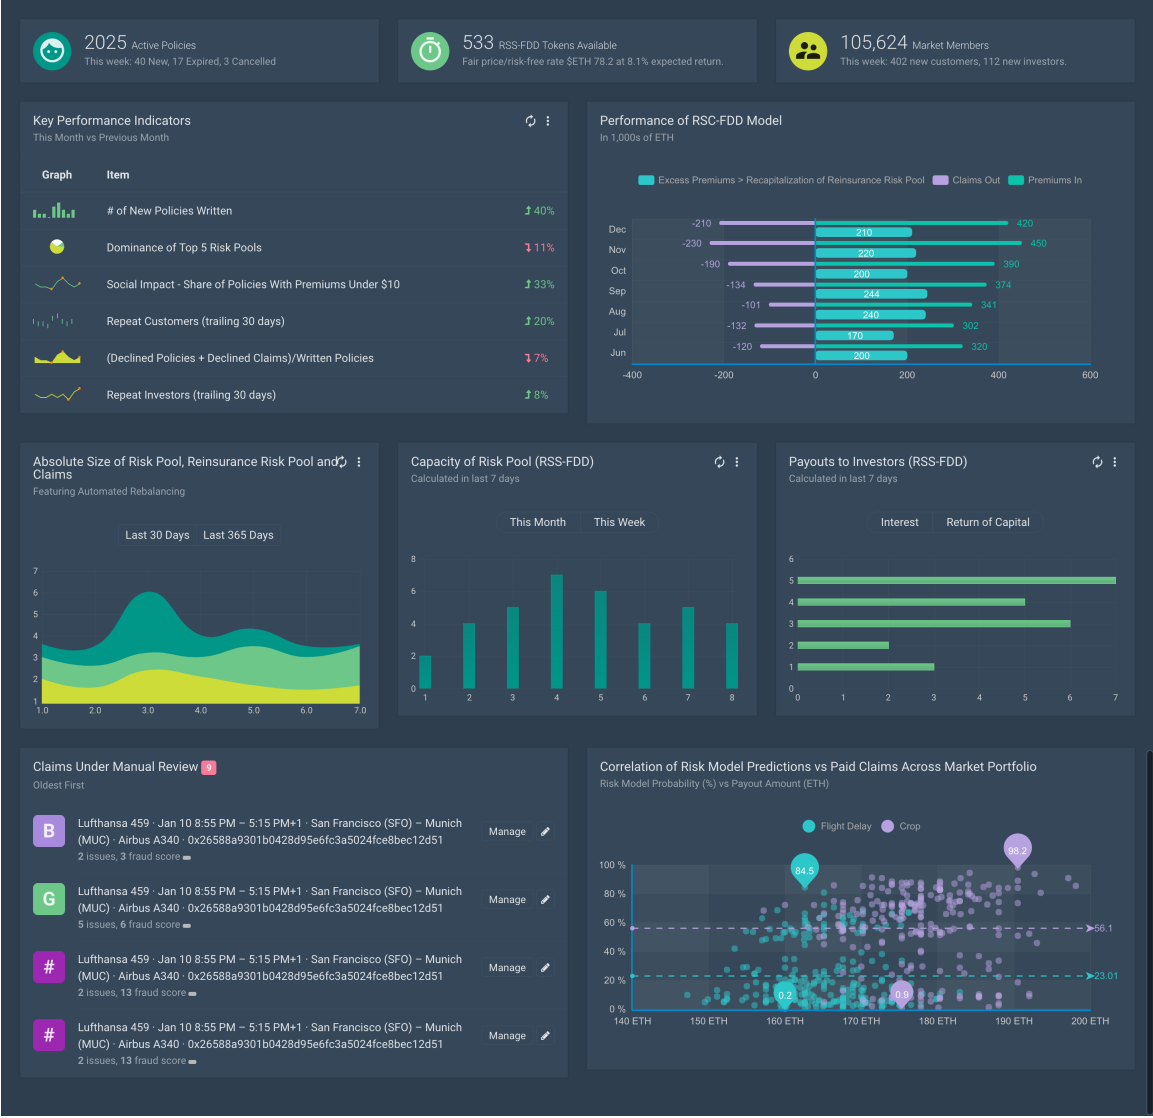 2025 Active Policies
This week: 40 New, 17 Expired, 3 Cancelled
533 RSS-FDD Tokens Available
Fair price/risk-free rate $ETH 78.2 at 8.1% expected return.
105,624 Market Members
This week: 402 new customers, 112 new investors.
Key Performance Indicators
This Month vs Previous Month
Graph Item
# of New Policies Written 40%
Dominance of Top 5 Risk Pools 11%
Social Impact - Share of Policies With Premiums Under $10 33%
Repeat Customers (trailing 30 days) 20%
(Declined Policies + Declined Claims)/Written Policies 7%
Repeat Investors (trailing 30 days) 8%
Performance of RSC-FDD Model
In 1,000s of ETH
Excess Premiums > Recapitalization of Reinsurance Risk Pool Claims Out Premiums In
Dec -210 210 420
Nov -230 220 450
Oct -190 200 390
Sep -134 244 374
Aug -101 240 341
Jul -132 170 302
Jun -120 200 320
-400 -200 0 200 400 600
Absolute Size of Risk Pool, Reinsurance Risk Pool and
Claims
Featuring Automated Rebalancing
Last 30 Days Last 365 Days
7
6
5
4
3
2
1
1.0 2.0 3.0 4.0 5.0 6.0 7.0
Capacity of Risk Pool (RSS-FDD)
Calculated in last 7 days
This Month This Week
8
6
4
2
0
1 2 3 4 5 6 7 8
Payouts to Investors (RSS-FDD)
Calculated in last 7 days
Interest Return of Capital
6
5
4
3
2
1
0
0 1 2 3 4 5 6 7
Claims Under Manual Review 9
Oldest First
B
Lufthansa 459 · Jan 10 8:55 PM – 5:15 PM+1 · San Francisco (SFO) – Munich
(MUC) · Airbus A340 · 0x26588a9301b0428d95e6fc3a5024fce8bec12d51
2 issues, 3 fraud score
Manage
G
Lufthansa 459 · Jan 10 8:55 PM – 5:15 PM+1 · San Francisco (SFO) – Munich
(MUC) · Airbus A340 · 0x26588a9301b0428d95e6fc3a5024fce8bec12d51
5 issues, 6 fraud score
Manage
#
Lufthansa 459 · Jan 10 8:55 PM – 5:15 PM+1 · San Francisco (SFO) – Munich
(MUC) · Airbus A340 · 0x26588a9301b0428d95e6fc3a5024fce8bec12d51
2 issues, 13 fraud score
Manage
#
Lufthansa 459 · Jan 10 8:55 PM – 5:15 PM+1 · San Francisco (SFO) – Munich
(MUC) · Airbus A340 · 0x26588a9301b0428d95e6fc3a5024fce8bec12d51
2 issues, 13 fraud score
Manage
Correlation of Risk Model Predictions vs Paid Claims Across Market Portfolio
Risk Model Probability (%) vs Payout Amount (ETH)
Flight Delay Crop
98.2
84.5
100 %
80 %
60 %
56.1
40 %
23.01
20 %
0.2 0.9
0 %
140 ETH 150 ETH 160 ETH 170 ETH 180 ETH 190 ETH 200 ETH